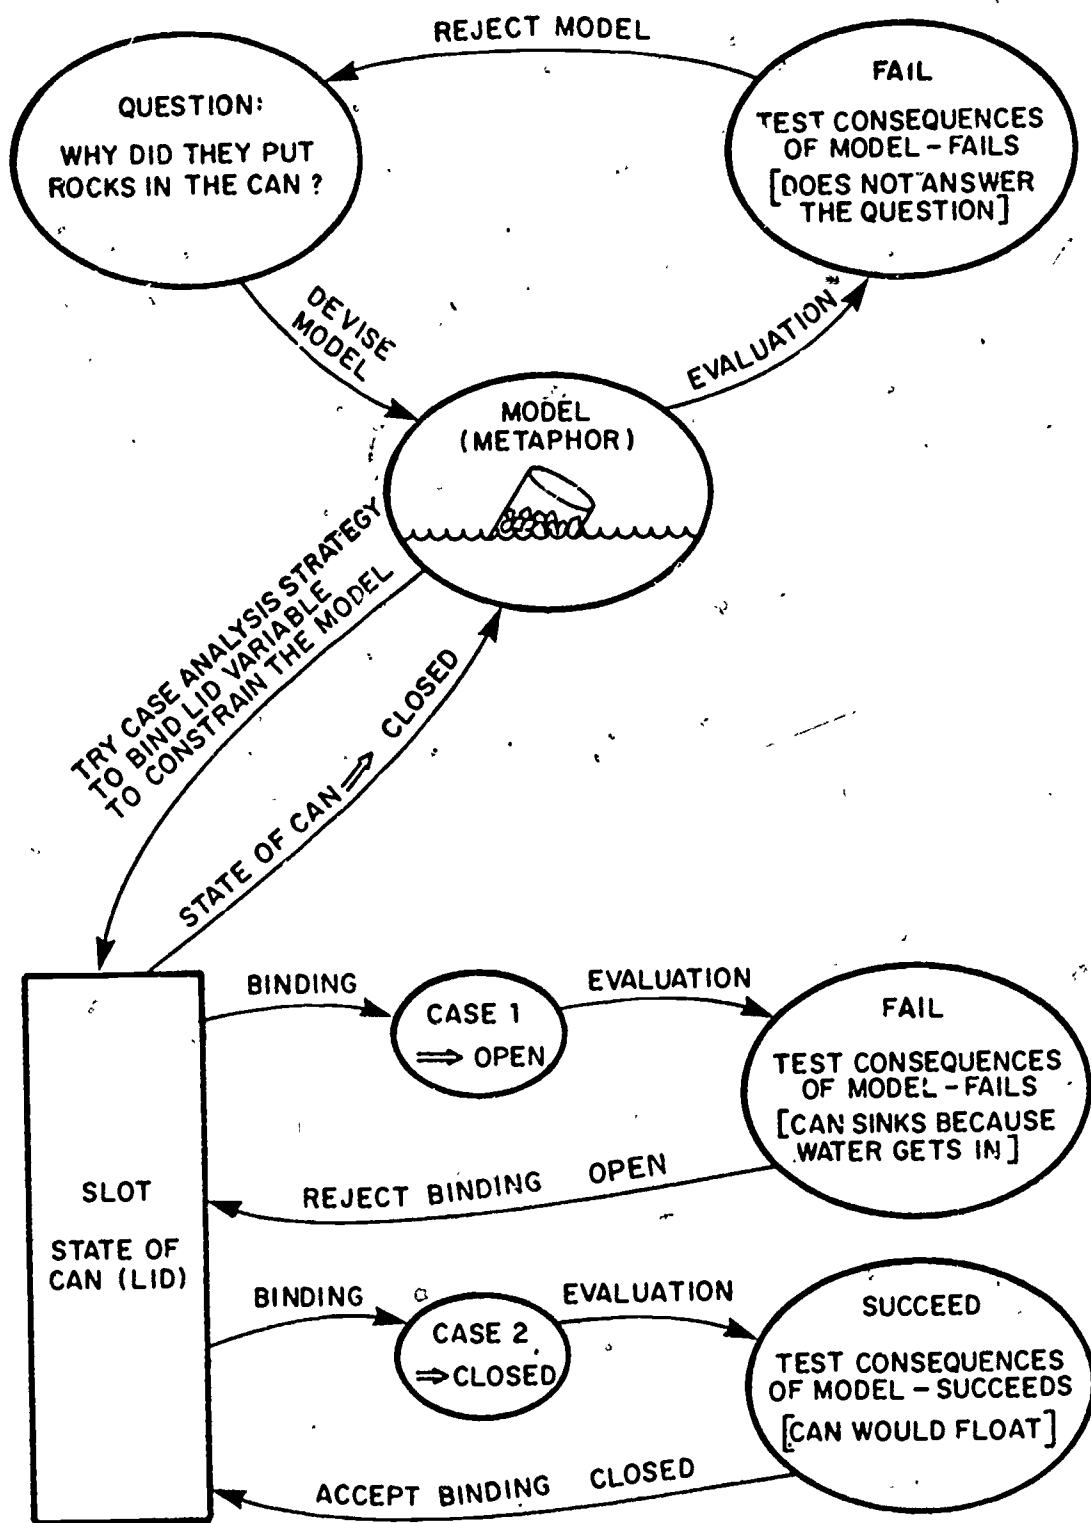 REJECT MODEL
QUESTION:
WHY DID THEY PUT
ROCKS IN THE CAN ?
FAIL
TEST CONSEQUENCES
OF MODEL - FAILS
[DOES NOT ANSWER
THE QUESTION]
DEVISE
MODEL
EVALUATION
MODEL
(METAPHOR)
TRY CASE ANALYSIS STRATEGY
TO BIND LID VARIABLE
TO CONSTRAIN THE MODEL
STATE OF CAN ⇒ CLOSED
BINDING
CASE 1
⇒ OPEN
EVALUATION
FAIL
TEST CONSEQUENCES
OF MODEL - FAILS
[CAN SINKS BECAUSE
WATER GETS IN]
REJECT BINDING OPEN
SLOT
STATE OF
CAN (LID)
BINDING
CASE 2
⇒ CLOSED
EVALUATION
SUCCEED
TEST CONSEQUENCES
OF MODEL - SUCCEEDS
[CAN WOULD FLOAT]
ACCEPT BINDING CLOSED